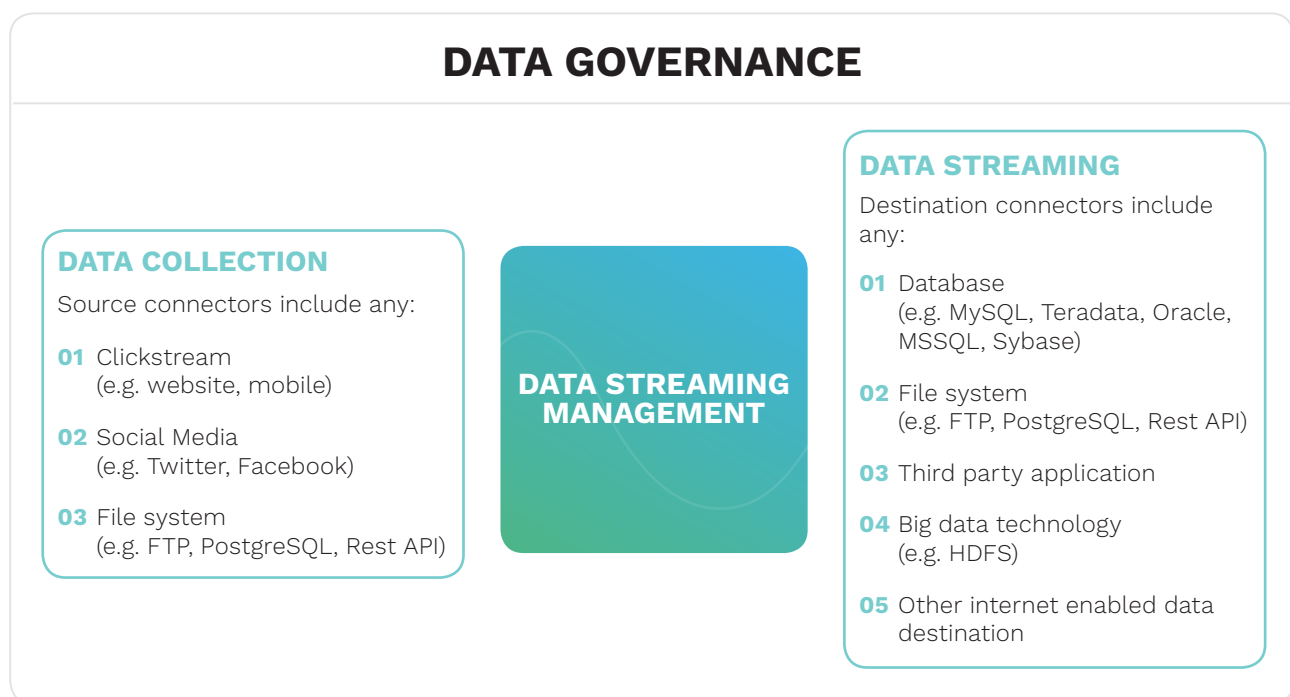 DATA GOVERNANCE
DATA COLLECTION
Source connectors include any:
01 Clickstream
(e.g. website, mobile)
02 Social Media
(e.g. Twitter, Facebook)
03 File system
(e.g. FTP, PostgreSQL, Rest API)
DATA STREAMING
MANAGEMENT
DATA STREAMING
Destination connectors include
any:
01 Database
(e.g. MySQL, Teradata, Oracle,
MSSQL, Sybase)
02 File system
(e.g. FTP, PostgreSQL, Rest API)
03 Third party application
04 Big data technology
(e.g. HDFS)
05 Other internet enabled data
destination